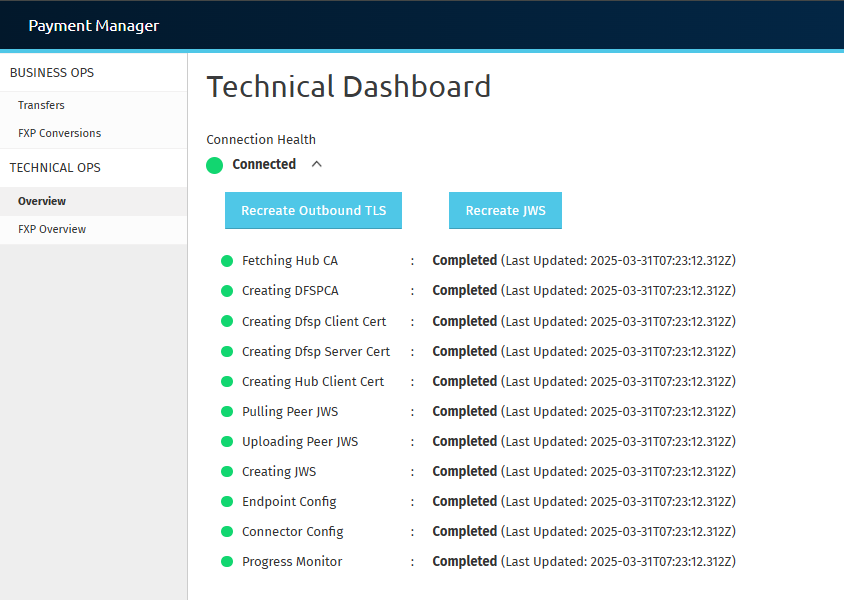 Payment Manager
BUSINESS OPS
Transfers
FXP Conversions
TECHNICAL OPS
Overview
FXP Overview
Technical Dashboard
Connection Health
Connected
Recreate Outbound TLS Recreate JWS
Fetching Hub CA : Completed (Last Updated: 2025-03-31T07:23:12.312Z)
Creating DFSPCA : Completed (Last Updated: 2025-03-31T07:23:12.312Z)
Creating Dfsp Client Cert : Completed (Last Updated: 2025-03-31T07:23:12.312Z)
Creating Dfsp Server Cert : Completed (Last Updated: 2025-03-31T07:23:12.312Z)
Creating Hub Client Cert : Completed (Last Updated: 2025-03-31T07:23:12.312Z)
Pulling Peer JWS : Completed (Last Updated: 2025-03-31T07:23:12.312Z)
Uploading Peer JWS : Completed (Last Updated: 2025-03-31T07:23:12.312Z)
Creating JWS : Completed (Last Updated: 2025-03-31T07:23:12.312Z)
Endpoint Config : Completed (Last Updated: 2025-03-31T07:23:12.312Z)
Connector Config : Completed (Last Updated: 2025-03-31T07:23:12.312Z)
Progress Monitor : Completed (Last Updated: 2025-03-31T07:23:12.312Z)